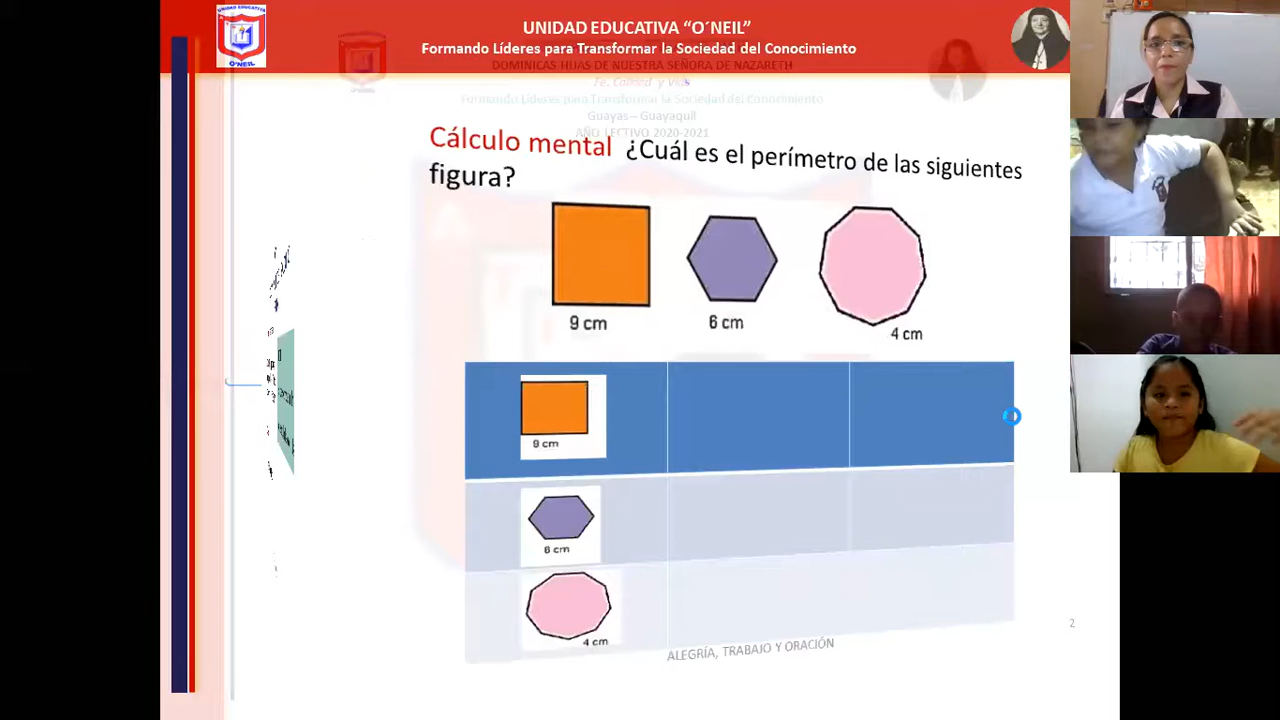 UNIDAD EDUCATIVA
O´NEIL
UNIDAD EDUCATIVA “O´NEIL”
Formando Líderes para Transformar la Sociedad del Conocimiento
DOMINICAS HIJAS DE NUESTRA SEÑORA DE NAZARETH
Formando Líderes para Transformar la Sociedad del Conocimiento
Guayas – Guayaquil
AÑO LECTIVO 2020-2021
Cálculo mental ¿Cuál es el perímetro de las siguientes
figura?
9 cm
6 cm
4 cm
9 cm
6 cm
4 cm
ALEGRÍA, TRABAJO Y ORACIÓN
2